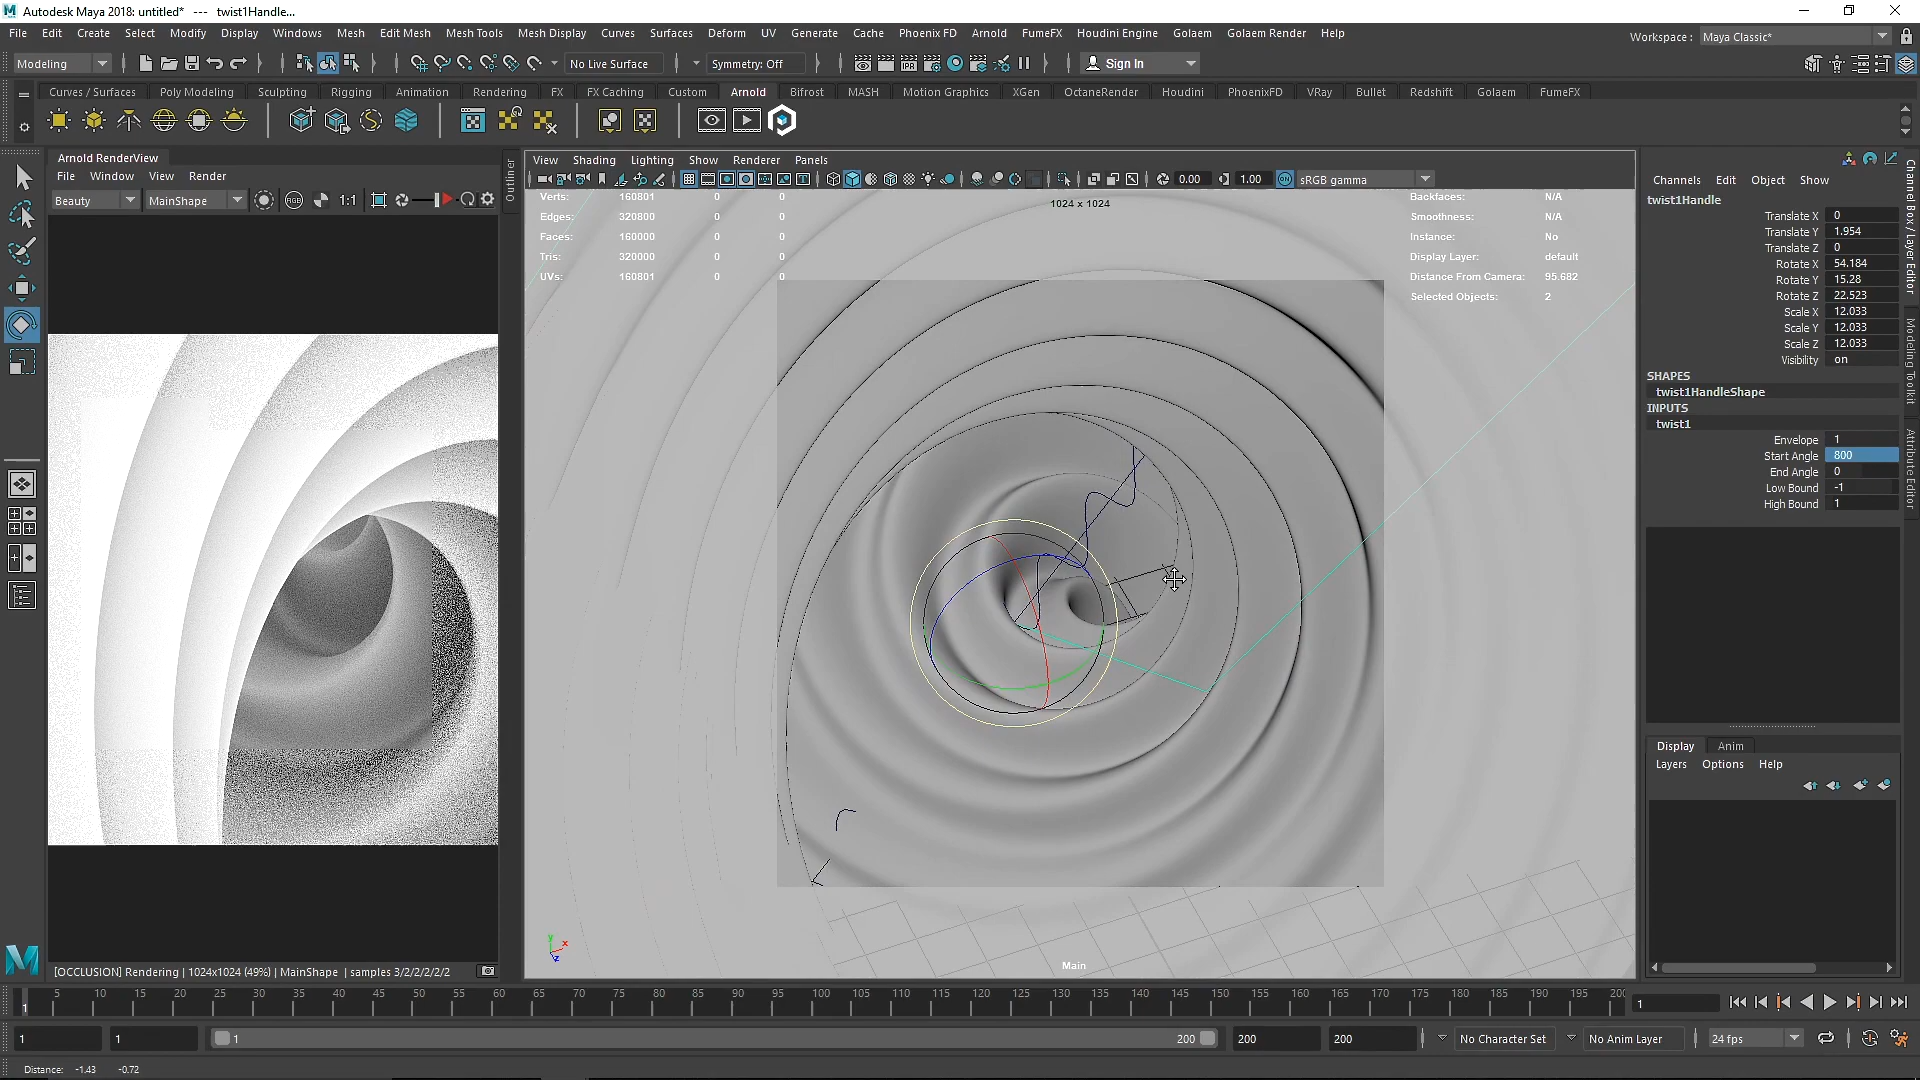 Autodesk Maya 2018: untitled* --- twist1Handle...
File Edit Create Select Modify Display Windows Mesh Edit Mesh Mesh Tools Mesh Display Curves Surfaces Deform UV Generate Cache Phoenix FD Arnold FumeFX Houdini Engine Golaem Golaem Render Help
Workspace : Maya Classic*
Modeling No Live Surface Symmetry: Off Sign In
Curves / Surfaces Poly Modeling Sculpting Rigging Animation Rendering FX FX Caching Custom Arnold Bifrost MASH Motion Graphics XGen OctaneRender Houdini PhoenixFD VRay Bullet Redshift Golaem FumeFX
Arnold RenderView
File Window View Render
Beauty MainShape RGB 1:1
Outliner
View Shading Lighting Show Renderer Panels
0.00 1.00 ON sRGB gamma
Verts: 160801 0 0
Edges: 320800 0 0
Faces: 160000 0 0
Tris: 320000 0 0
UVs: 160801 0 0
1024 x 1024
Backfaces: N/A
Smoothness: N/A
Instance: No
Display Layer: default
Distance From Camera: 95.682
Selected Objects: 2
Main
y x z
[OCCLUSION] Rendering | 1024x1024 (49%) | MainShape | samples 3/2/2/2/2/2
Channels Edit Object Show
twist1Handle
Translate X 0
Translate Y 1.954
Translate Z 0
Rotate X 54.184
Rotate Y 15.28
Rotate Z 22.523
Scale X 12.033
Scale Y 12.033
Scale Z 12.033
Visibility on
SHAPES
twist1HandleShape
INPUTS
twist1
Envelope 1
Start Angle 800
End Angle 0
Low Bound -1
High Bound 1
Channel Box / Layer Editor
Modeling Toolkit
Attribute Editor
Display Anim
Layers Options Help
1 5 10 15 20 25 30 35 40 45 50 55 60 65 70 75 80 85 90 95 100 105 110 115 120 125 130 135 140 145 150 155 160 165 170 175 180 185 190 195 200 1
1 1 1 200 200 200 No Character Set No Anim Layer 24 fps
Distance: -1.43 -0.72